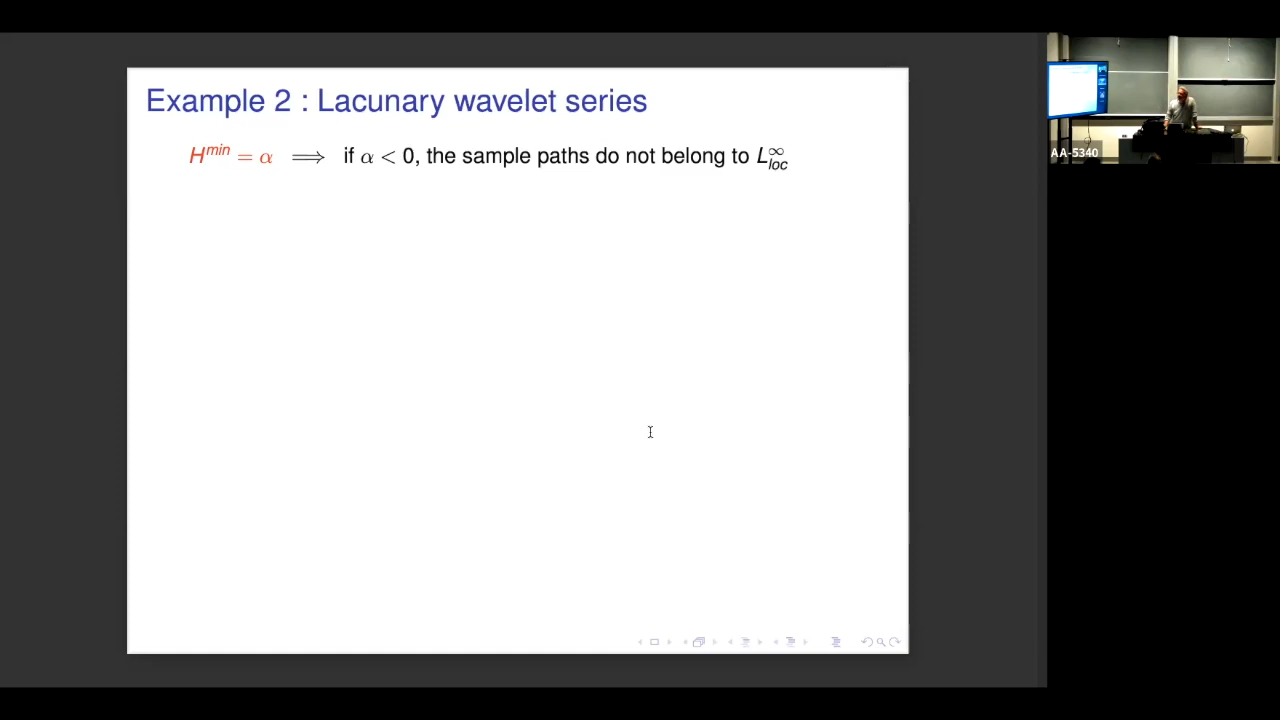 Example 2 : Lacunary wavelet series
H^min = α ⟹ if α < 0, the sample paths do not belong to L^∞_loc
AA-5340